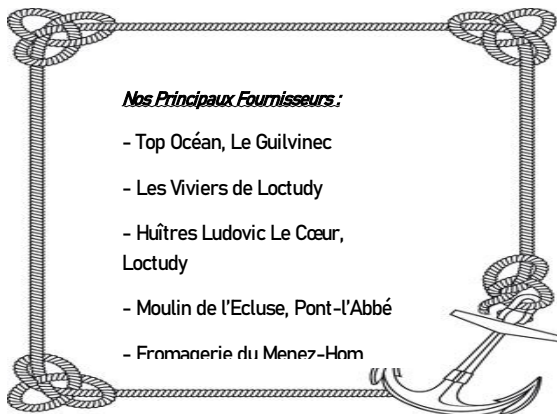 Nos Principaux Fournisseurs :
- Top Océan, Le Guilvinec
- Les Viviers de Loctudy
- Huîtres Ludovic Le Cœur,
Loctudy
- Moulin de l'Ecluse, Pont-l'Abbé
- Fromagerie du Menez-Hom